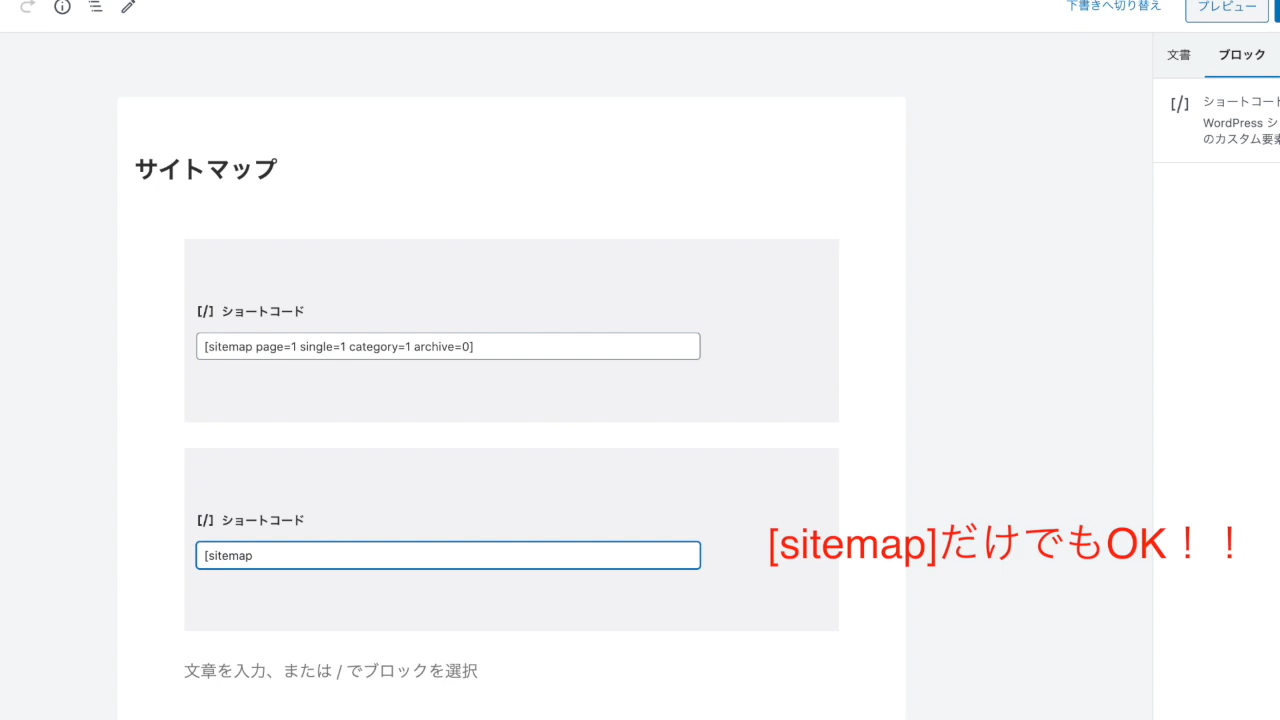 下書きへ切り替え
プレビュー
文書
ブロック
[/]
ショートコード
WordPress シ
のカスタム要素
サイトマップ
[/] ショートコード
[sitemap page=1 single=1 category=1 archive=0]
[/] ショートコード
[sitemap
[sitemap]だけでもOK！！
文章を入力、または / でブロックを選択